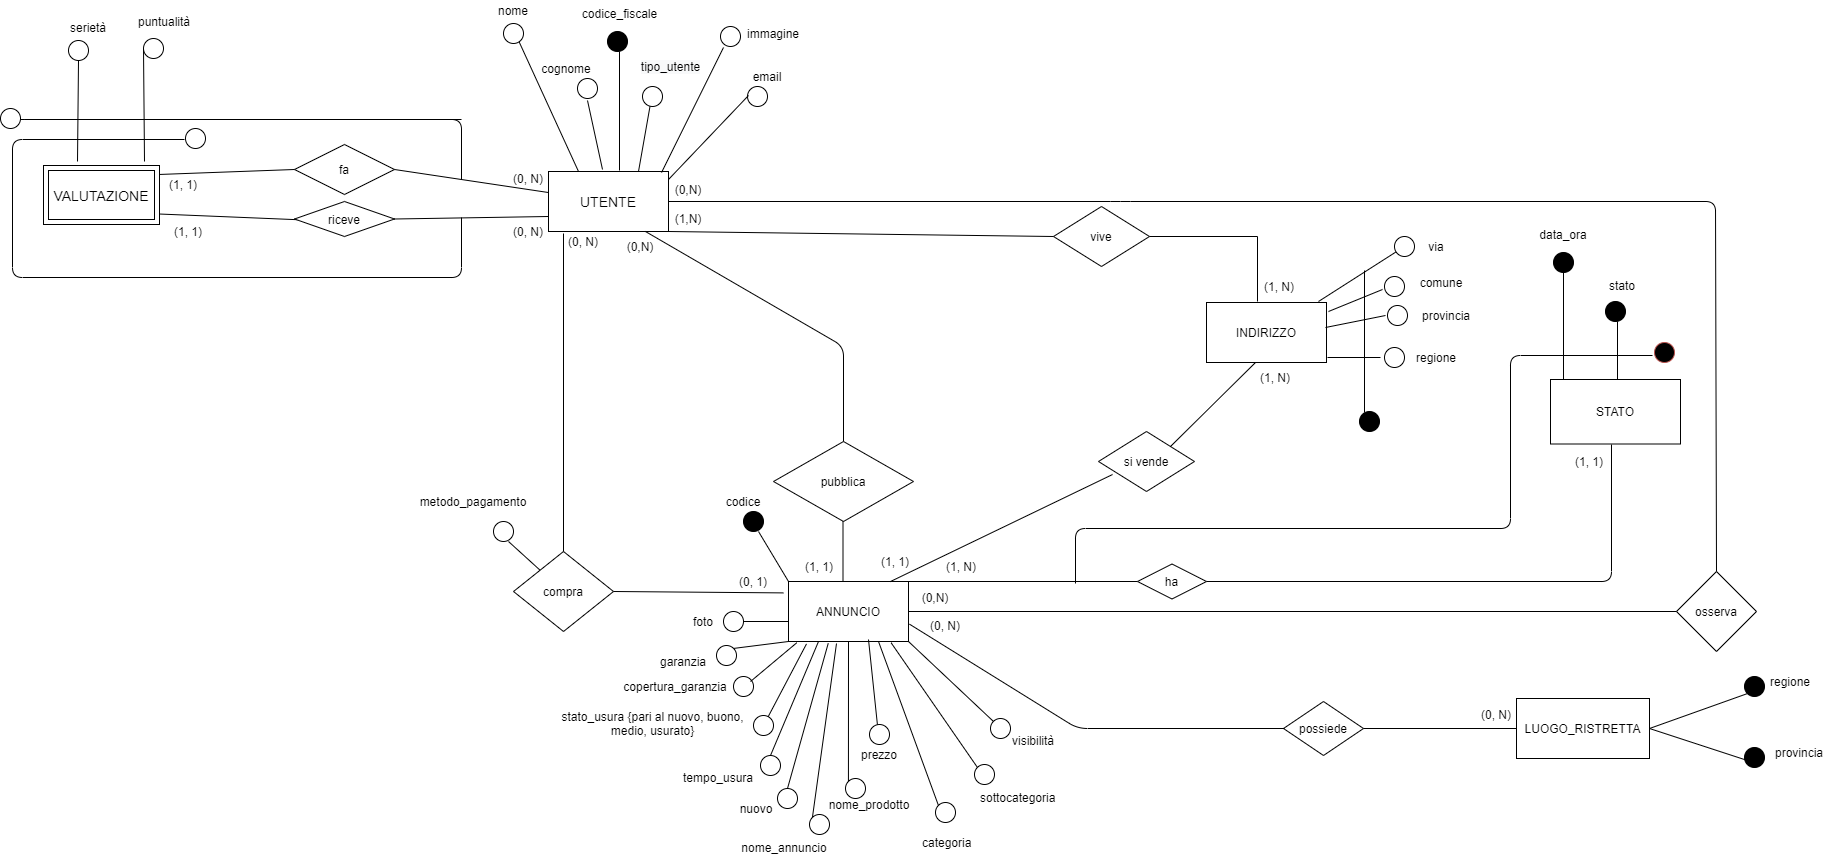 nome
codice_fiscale
puntualità
serietà
immagine
cognome
tipo_utente
email
fa
(1, 1)
(0, N)
(0,N)
VALUTAZIONE
UTENTE
riceve
(1,N)
(1, 1)
(0, N)
(0, N)
(0,N)
vive
data_ora
via
(1, N)
comune
stato
provincia
INDIRIZZO
regione
(1, N)
STATO
si vende
(1, 1)
pubblica
metodo_pagamento
codice
(1, 1)
(1, 1)
(1, N)
(0, 1)
ha
compra
(0,N)
ANNUNCIO
osserva
foto
(0, N)
garanzia
copertura_garanzia
regione
stato_usura {pari al nuovo, buono,
medio, usurato}
(0, N)
possiede
LUOGO_RISTRETTA
visibilità
prezzo
provincia
tempo_usura
sottocategoria
nuovo
nome_prodotto
categoria
nome_annuncio